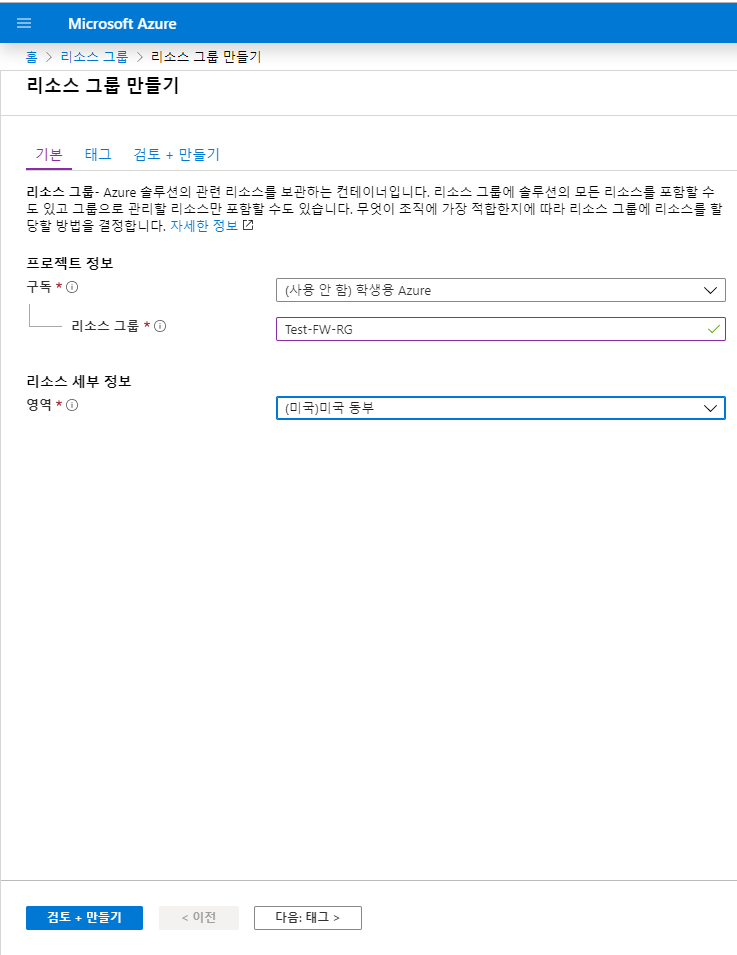 Microsoft Azure
홈 > 리소스 그룹 > 리소스 그룹 만들기
리소스 그룹 만들기
기본 태그 검토 + 만들기
리소스 그룹- Azure 솔루션의 관련 리소스를 보관하는 컨테이너입니다. 리소스 그룹에 솔루션의 모든 리소스를 포함할 수
도 있고 그룹으로 관리할 리소스만 포함할 수도 있습니다. 무엇이 조직에 가장 적합한지에 따라 리소스 그룹에 리소스를 할
당할 방법을 결정합니다. 자세한 정보
프로젝트 정보
구독 * (사용 안 함) 학생용 Azure
리소스 그룹 * Test-FW-RG
리소스 세부 정보
영역 * (미국)미국 동부
검토 + 만들기 < 이전 다음: 태그 >